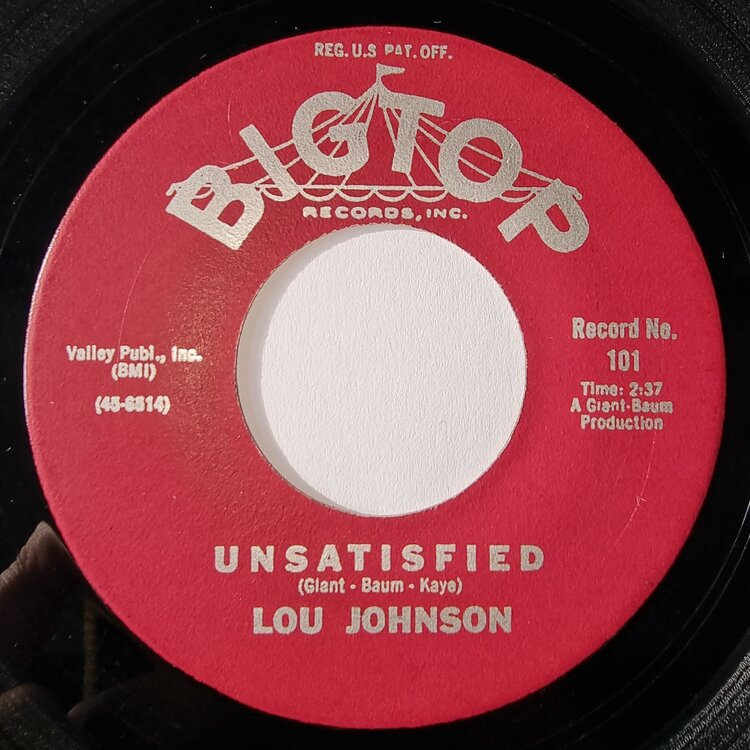 REG. U.S PAT. OFF.
BIGTOP
RECORDS, INC.
Valley Publ., Inc.
(BMI)
(45-6814)
Record No.
101
Time: 2:37
A Giant-Baum
Production
UNSATISFIED
(Giant - Baum - Kaye)
LOU JOHNSON